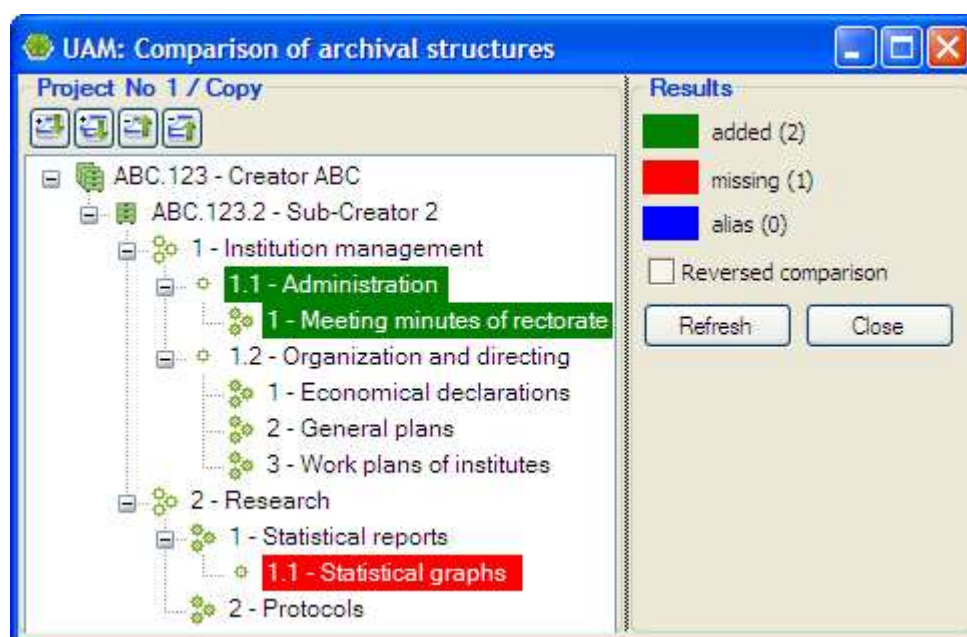 UAM: Comparison of archival structures
Project No 1 / Copy
ABC.123 - Creator ABC
ABC.123.2 - Sub-Creator 2
1 - Institution management
1.1 - Administration
1 - Meeting minutes of rectorate
1.2 - Organization and directing
1 - Economical declarations
2 - General plans
3 - Work plans of institutes
2 - Research
1 - Statistical reports
1.1 - Statistical graphs
2 - Protocols
Results
added (2)
missing (1)
alias (0)
Reversed comparison
Refresh Close